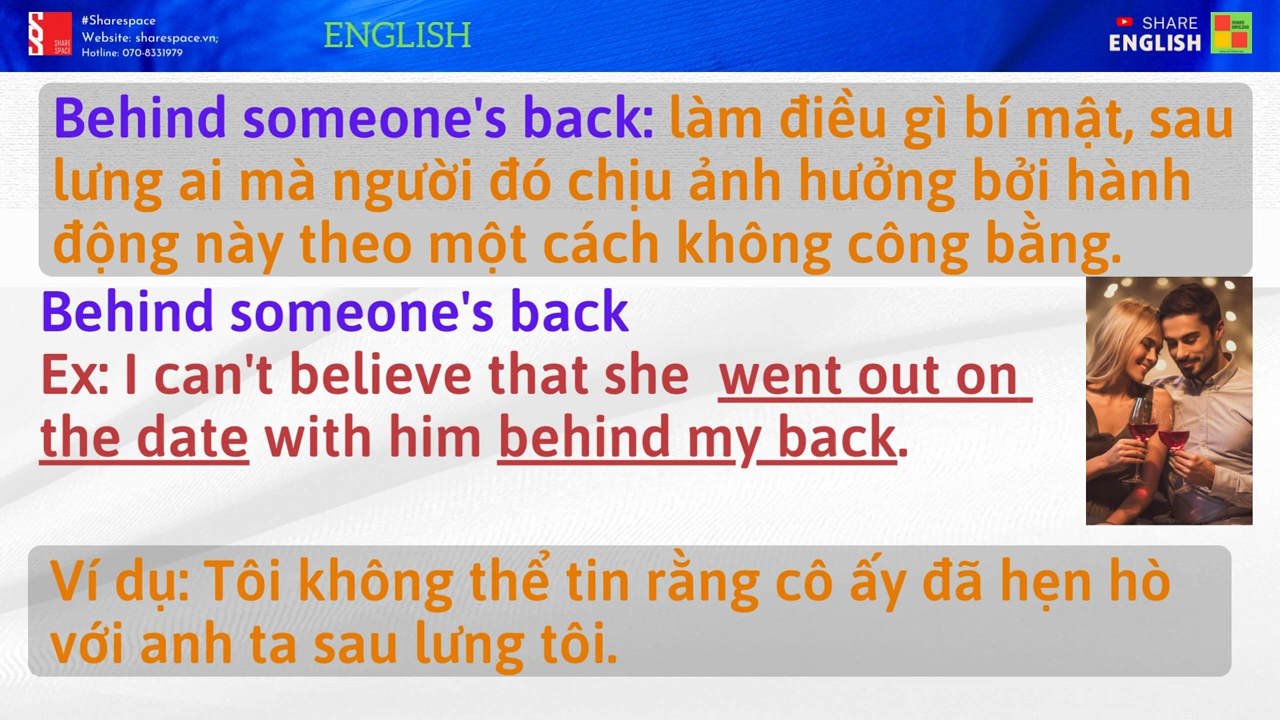 #Sharespace
Website: sharespace.vn;
Hotline: 070-8331979
SHARE
SPACE
ENGLISH
SHARE
ENGLISH
Behind someone's back: làm điều gì bí mật, sau
lưng ai mà người đó chịu ảnh hưởng bởi hành
động này theo một cách không công bằng.
Behind someone's back
Ex: I can't believe that she went out on
the date with him behind my back.
Ví dụ: Tôi không thể tin rằng cô ấy đã hẹn hò
với anh ta sau lưng tôi.